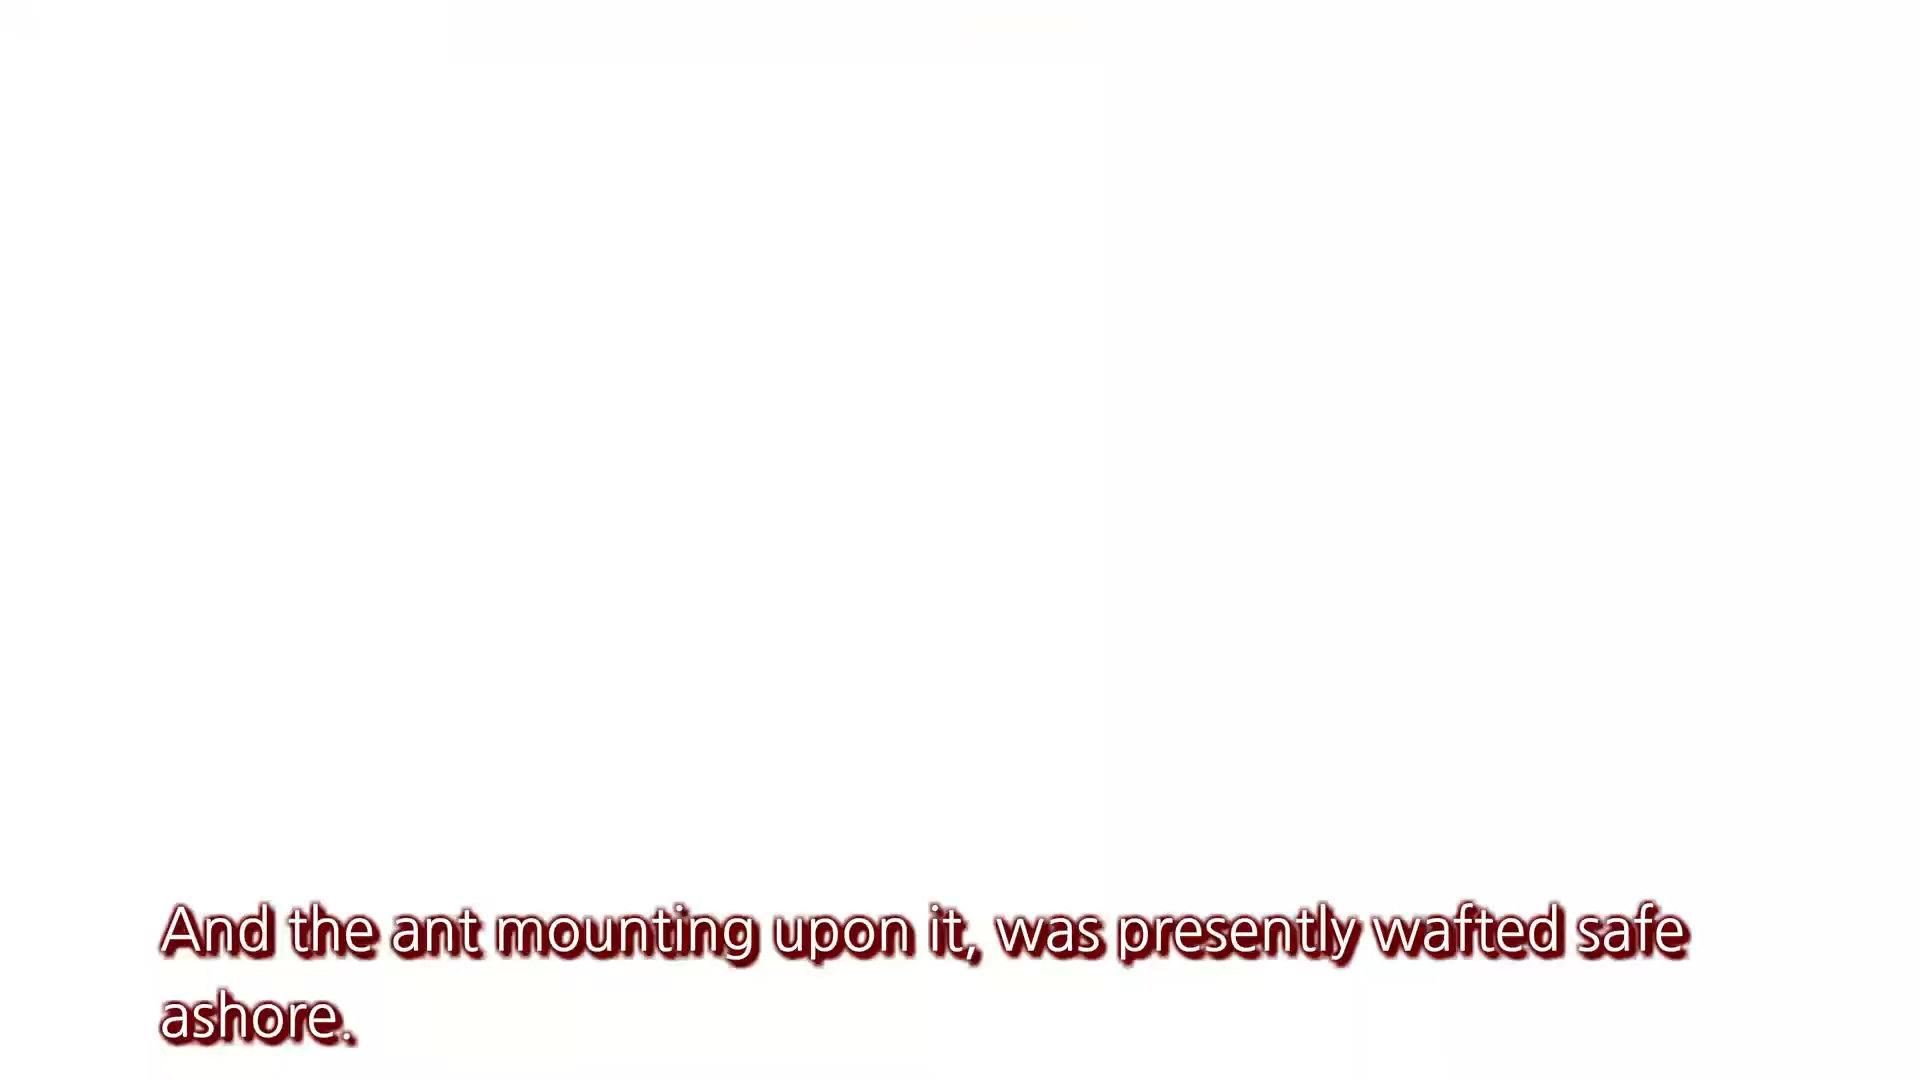 And the ant mounting upon it, was presently wafted safe
ashore.